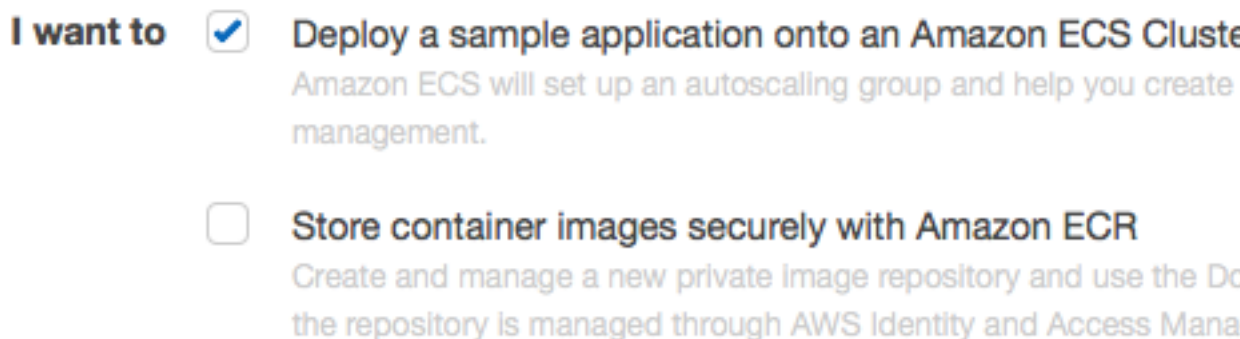 I want to Deploy a sample application onto an Amazon ECS Cluste
Amazon ECS will set up an autoscaling group and help you create
management.
Store container images securely with Amazon ECR
Create and manage a new private image repository and use the Do
the repository is managed through AWS Identity and Access Mana